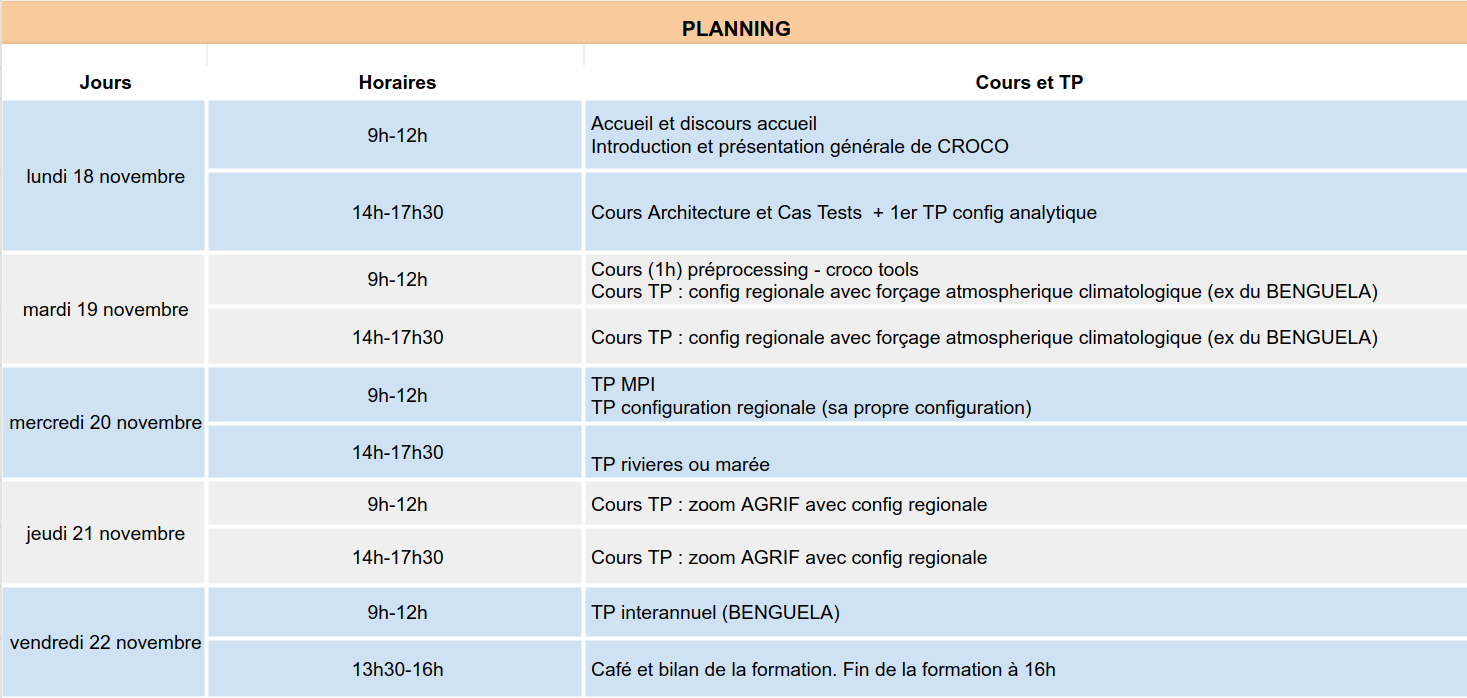 PLANNING
Jours Horaires Cours et TP
lundi 18 novembre
9h-12h
Accueil et discours accueil
Introduction et présentation générale de CROCO
14h-17h30
Cours Architecture et Cas Tests  + 1er TP config analytique
mardi 19 novembre
9h-12h
Cours (1h) préprocessing - croco tools
Cours TP : config regionale avec forçage atmospherique climatologique (ex du BENGUELA)
14h-17h30
Cours TP : config regionale avec forçage atmospherique climatologique (ex du BENGUELA)
mercredi 20 novembre
9h-12h
TP MPI
TP configuration regionale (sa propre configuration)
14h-17h30
TP rivieres ou marée
jeudi 21 novembre
9h-12h
Cours TP : zoom AGRIF avec config regionale
14h-17h30
Cours TP : zoom AGRIF avec config regionale
vendredi 22 novembre
9h-12h
TP interannuel (BENGUELA)
13h30-16h
Café et bilan de la formation. Fin de la formation à 16h